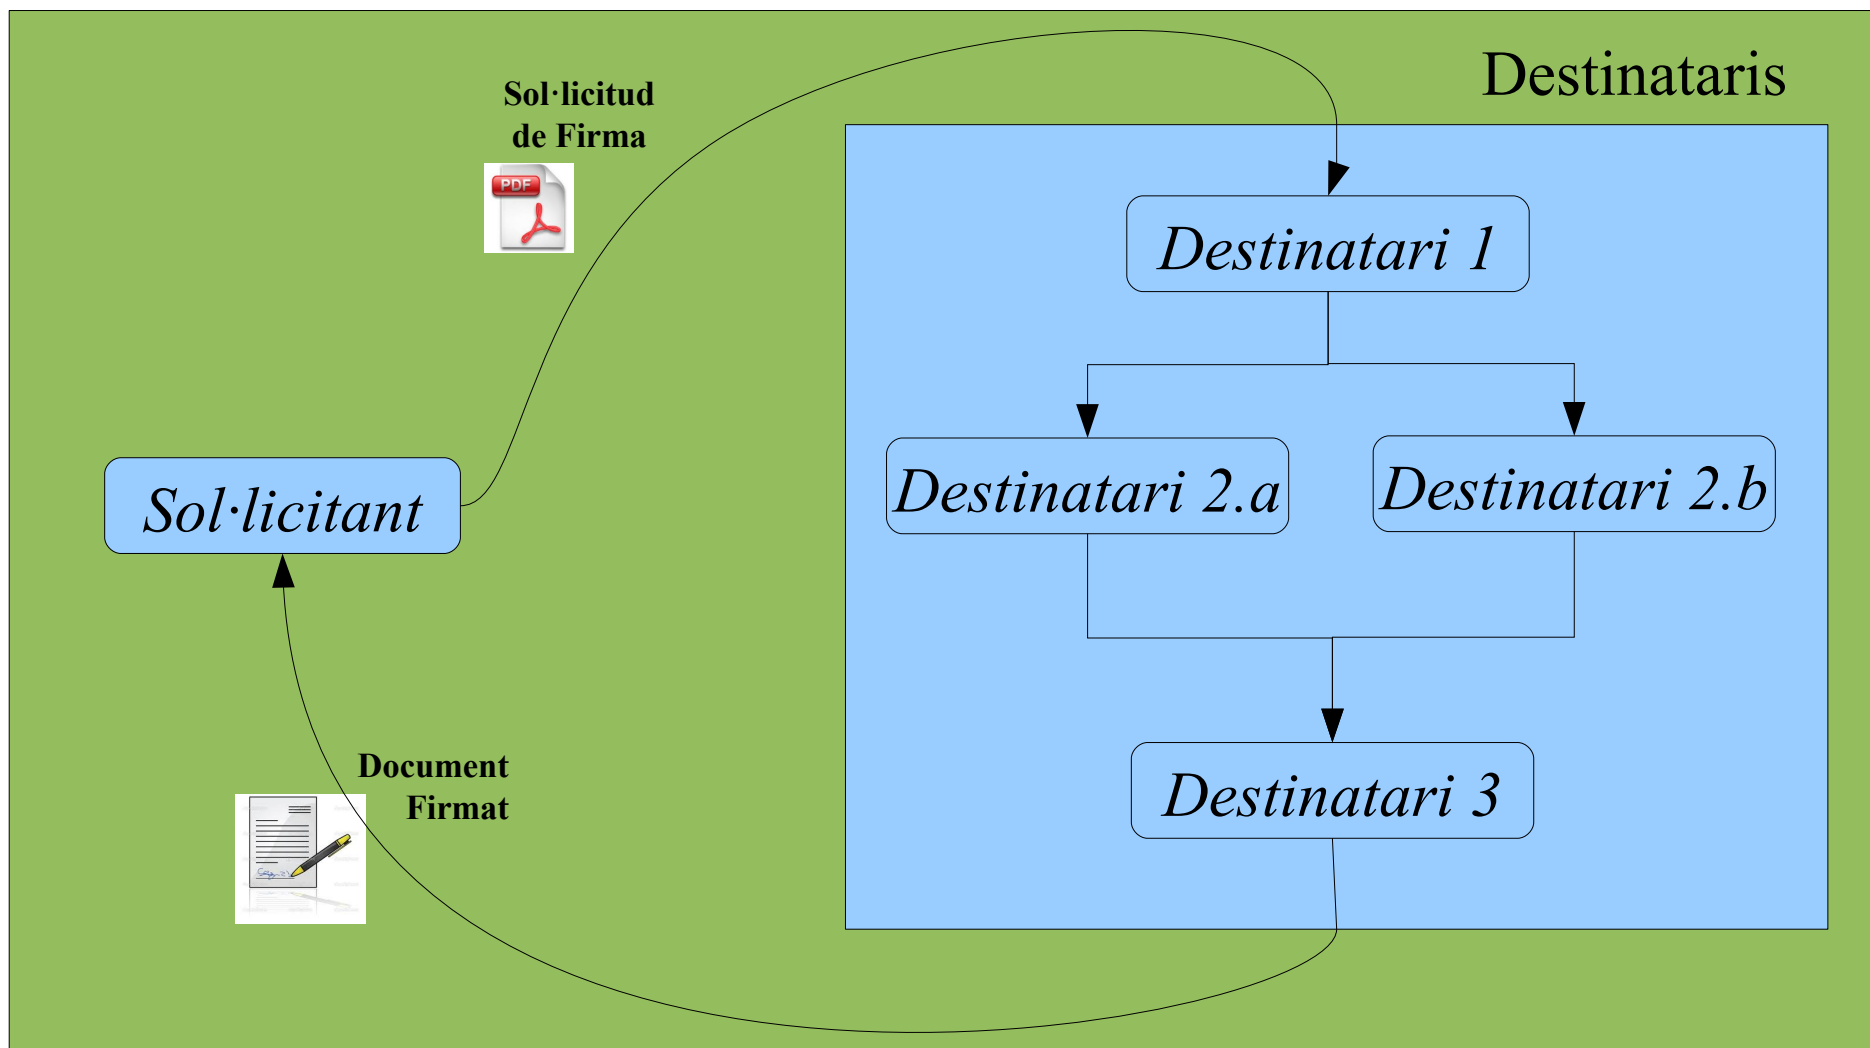 Destinataris
Sol·licitud
de Firma
PDF
Destinatari 1
Destinatari 2.a
Destinatari 2.b
Sol·licitant
Document
Firmat
Destinatari 3